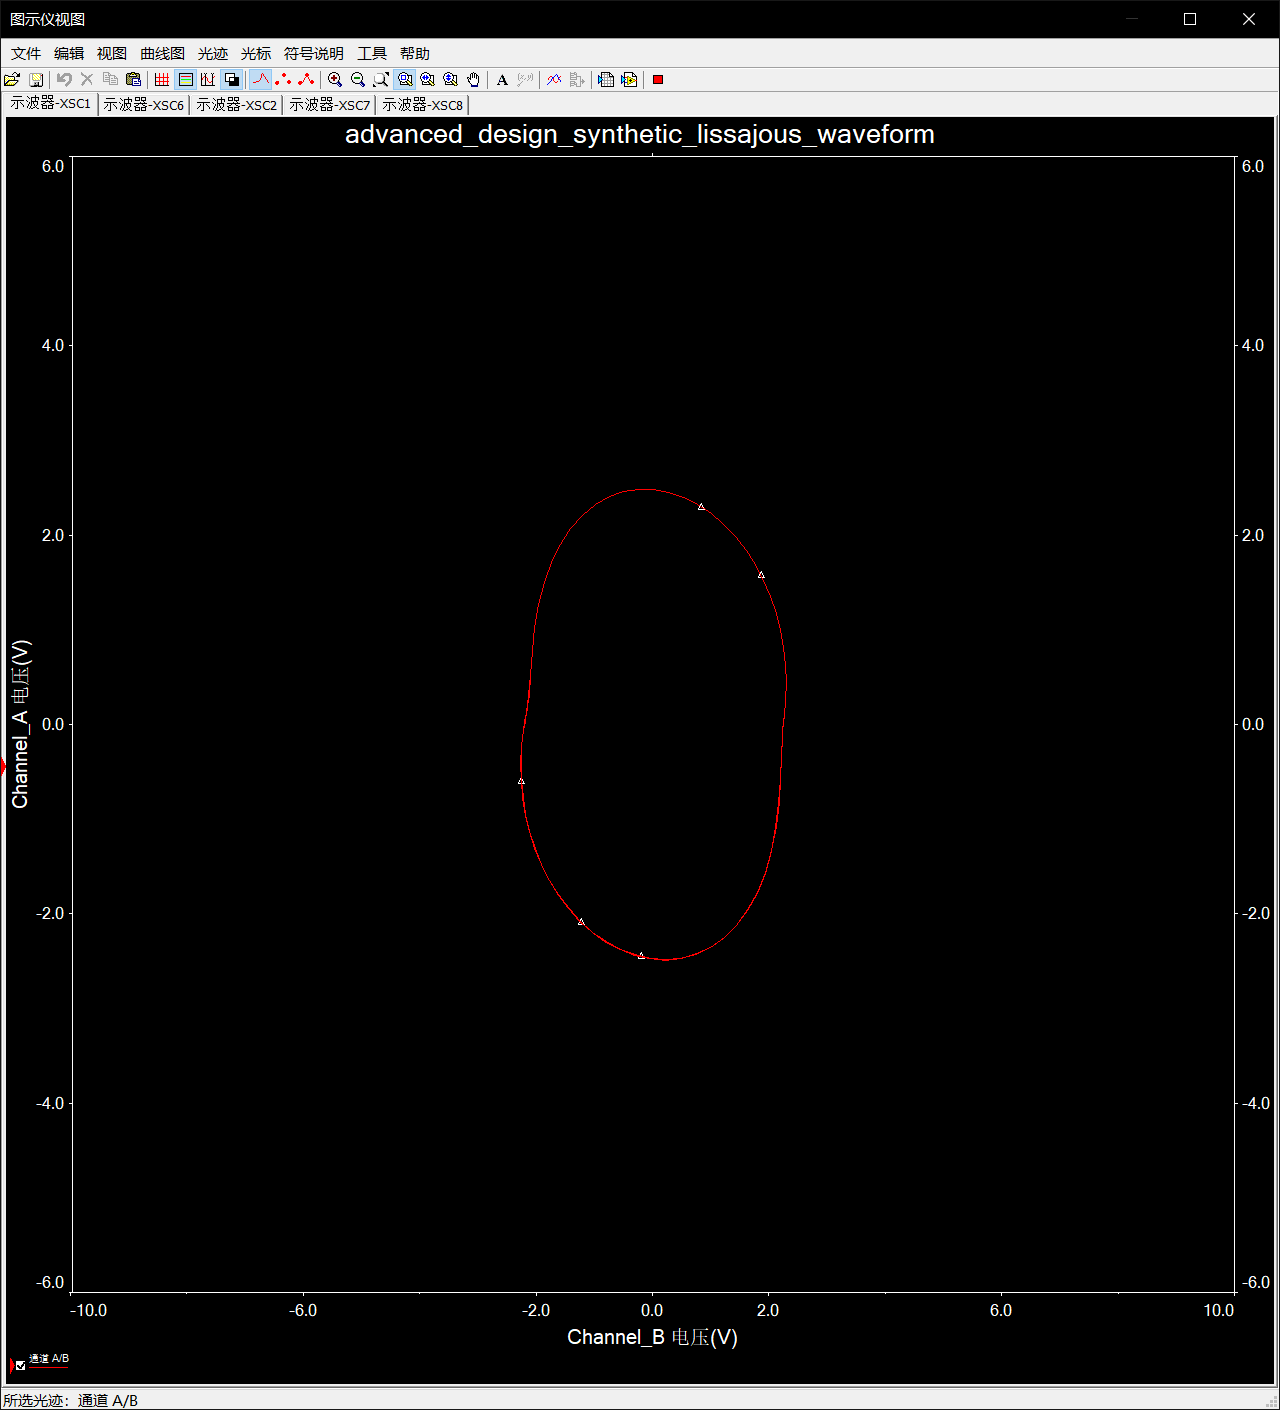 图示仪视图
文件 编辑 视图 曲线图 光迹 光标 符号说明 工具 帮助
示波器-XSC1 示波器-XSC6 示波器-XSC2 示波器-XSC7 示波器-XSC8
advanced_design_synthetic_lissajous_waveform
6.0 6.0
4.0 4.0
2.0 2.0
Channel_A 电压(V)
0.0 0.0
-2.0 -2.0
-4.0 -4.0
-6.0 -6.0
-10.0 -6.0 -2.0 0.0 2.0 6.0 10.0
Channel_B 电压(V)
通道 A/B
所选光迹：通道 A/B